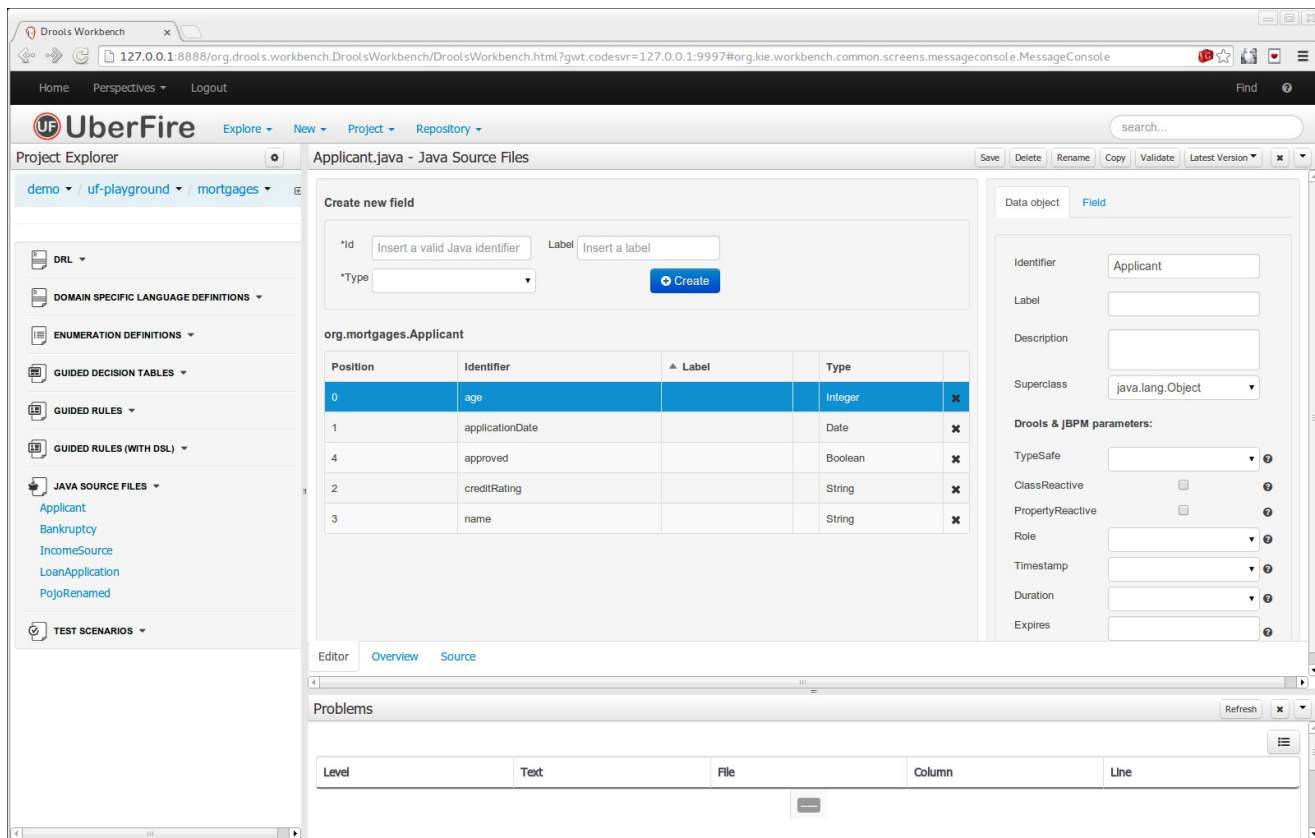 Drools Workbench
127.0.0.1:8888/org.drools.workbench.DroolsWorkbench/DroolsWorkbench.html?gwt.codesvr=127.0.0.1:9997#org.kie.workbench.common.screens.messageconsole.MessageConsole
Home Perspectives Logout Find
UF UberFire Explore New Project Repository search...
Project Explorer
demo / uf-playground / mortgages
DRL
DOMAIN SPECIFIC LANGUAGE DEFINITIONS
ENUMERATION DEFINITIONS
GUIDED DECISION TABLES
GUIDED RULES
GUIDED RULES (WITH DSL)
JAVA SOURCE FILES
Applicant
Bankruptcy
IncomeSource
LoanApplication
PojoRenamed
TEST SCENARIOS
Applicant.java - Java Source Files Save Delete Rename Copy Validate Latest Version
Create new field
*Id Insert a valid Java identifier Label Insert a label
*Type Create
org.mortgages.Applicant
Position Identifier Label Type
0 age Integer
1 applicationDate Date
4 approved Boolean
2 creditRating String
3 name String
Data object Field
Identifier Applicant
Label
Description
Superclass java.lang.Object
Drools & jBPM parameters:
TypeSafe
ClassReactive
PropertyReactive
Role
Timestamp
Duration
Expires
Editor Overview Source
Problems Refresh
Level Text File Column Line